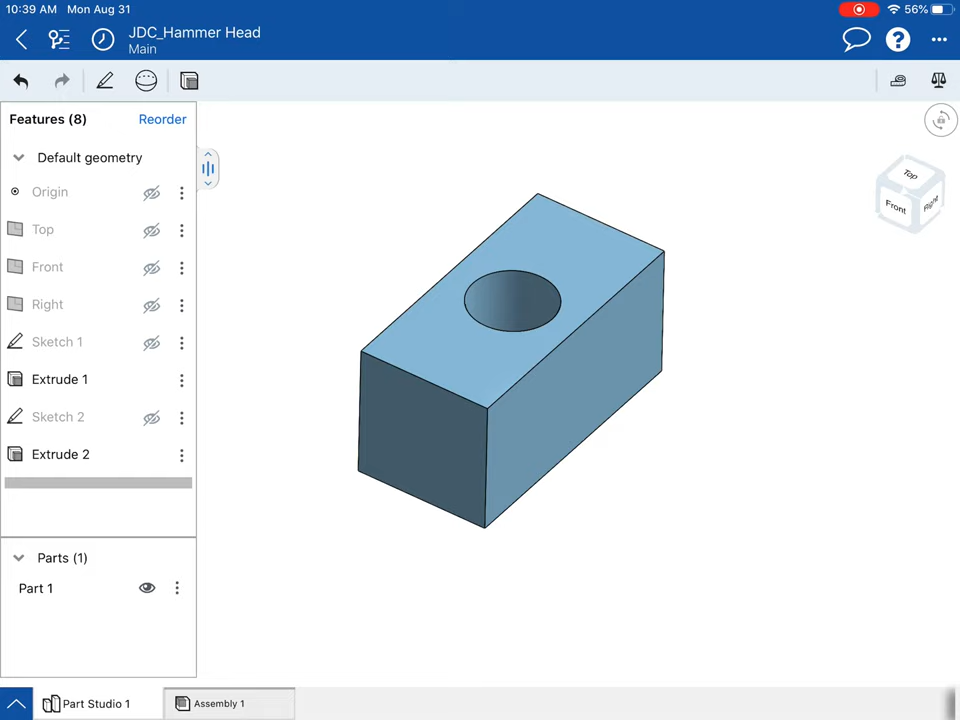 10:39 AM Mon Aug 31
56%
JDC_Hammer Head
Main
Features (8)
Reorder
Default geometry
Origin
Top
Front
Right
Sketch 1
Extrude 1
Sketch 2
Extrude 2
Parts (1)
Part 1
Top
Front
Right
Part Studio 1
Assembly 1